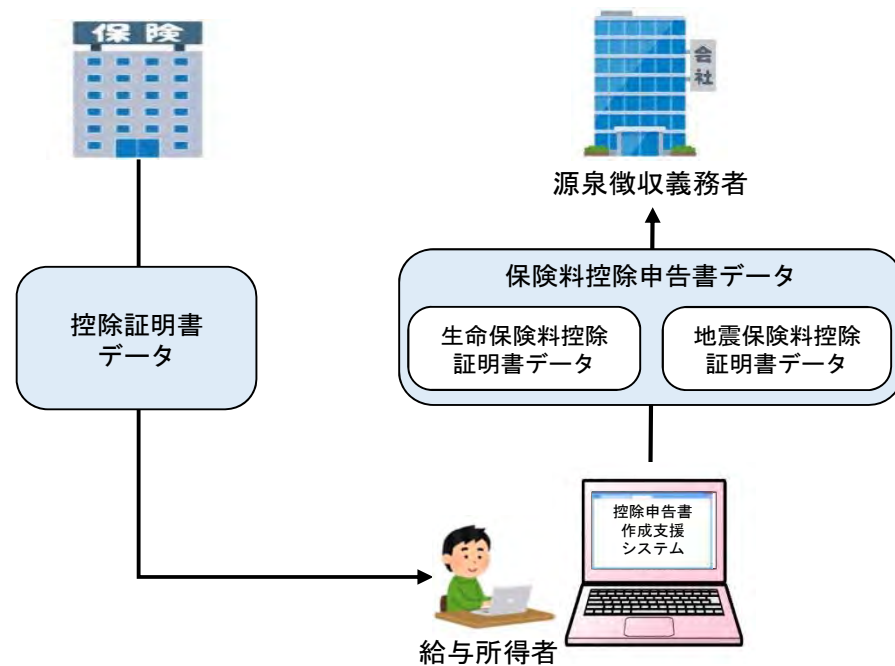 保険
会社
源泉徴収義務者
控除証明書
データ
保険料控除申告書データ
生命保険料控除
証明書データ
地震保険料控除
証明書データ
控除申告書
作成支援
システム
給与所得者